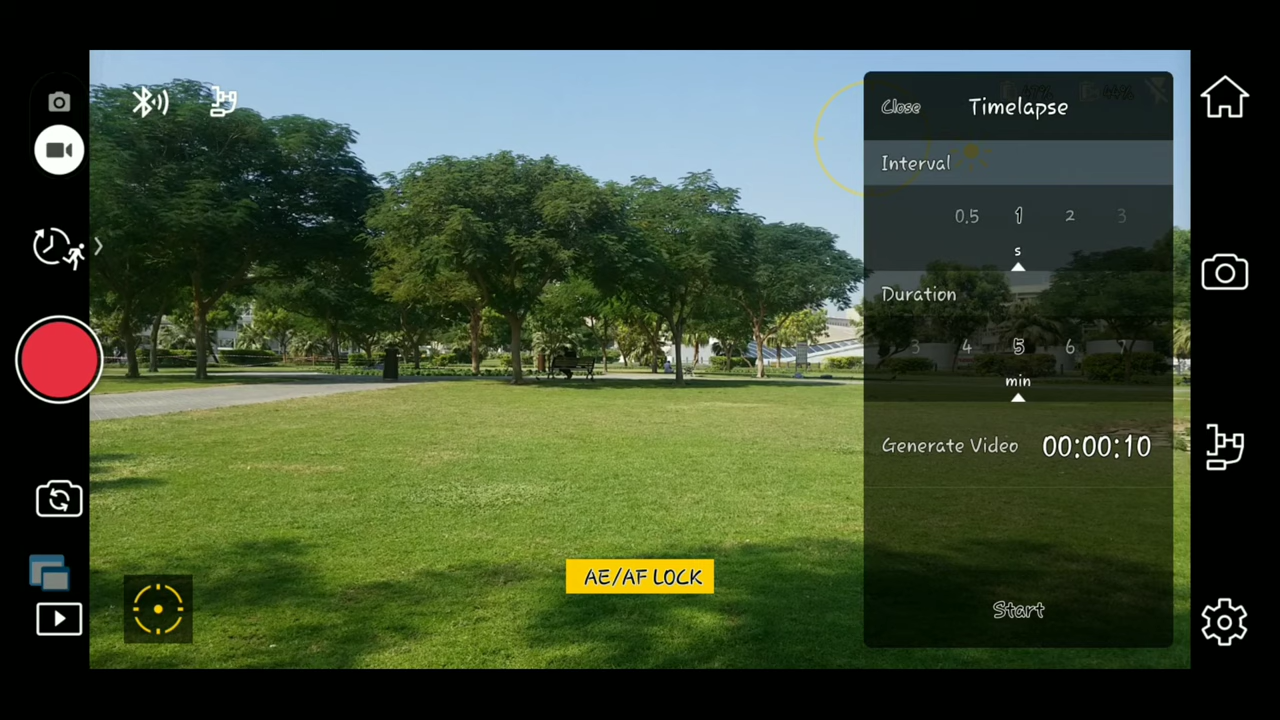 Close Timelapse
Interval
0.5 1 2 3
s
Duration
3 4 5 6 7
min
Generate Video 00:00:10
AE/AF LOCK
Start